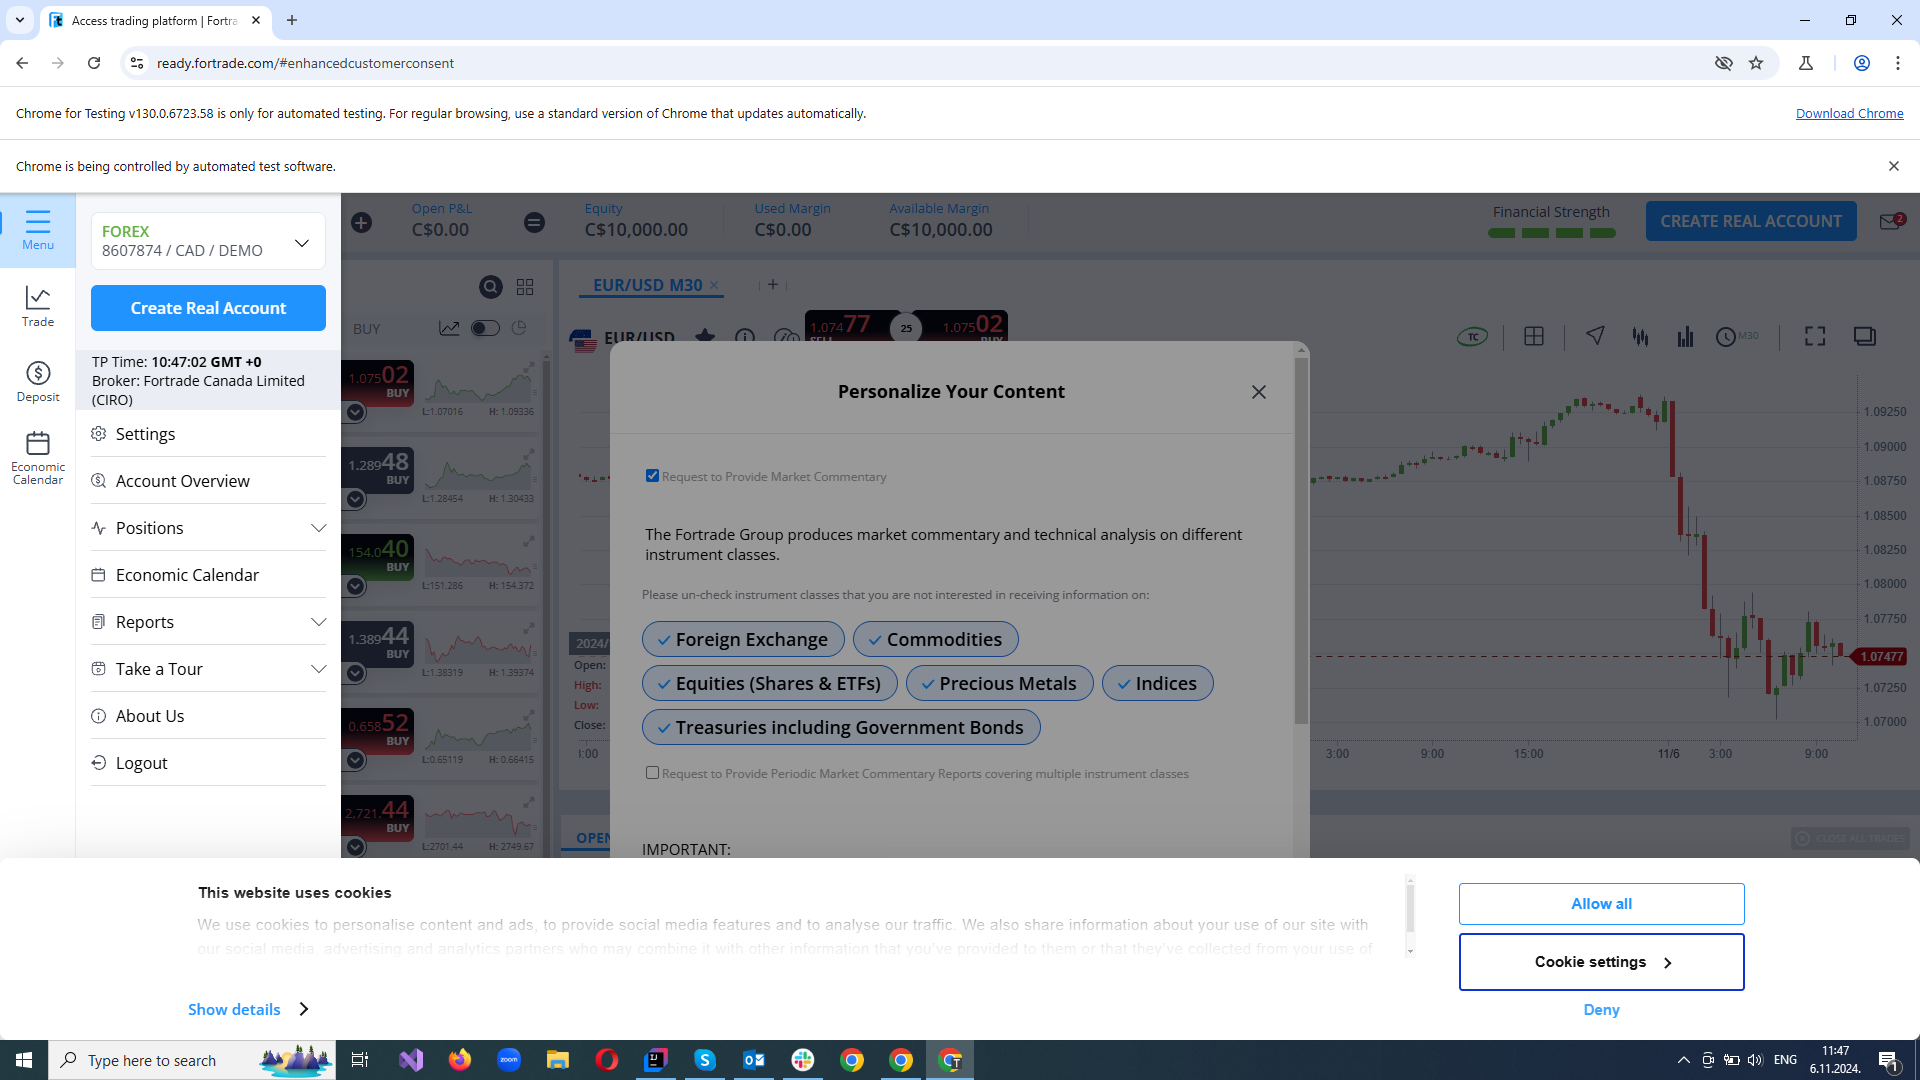 Access trading platform | Fortra
ready.fortrade.com/#enhancedcustomerconsent
Chrome for Testing v130.0.6723.58 is only for automated testing. For regular browsing, use a standard version of Chrome that updates automatically.
Download Chrome
Chrome is being controlled by automated test software.
Menu
Trade
Deposit
Economic
Calendar
FOREX
8607874 / CAD / DEMO
Create Real Account
TP Time: 10:47:02 GMT +0
Broker: Fortrade Canada Limited
(CIRO)
Settings
Account Overview
Positions
Economic Calendar
Reports
Take a Tour
About Us
Logout
Open P&L
C$0.00
Equity
C$10,000.00
Used Margin
C$0.00
Available Margin
C$10,000.00
Financial Strength
CREATE REAL ACCOUNT
2
BUY
1.07502
BUY
L:1.07016 H: 1.09336
1.28948
BUY
L:1.28454 H: 1.30433
154.040
BUY
L:151.286 H: 154.372
1.38944
BUY
L:1.38319 H: 1.39374
0.65852
BUY
L:0.65119 H: 0.66415
2,721.44
BUY
L:2701.44 H: 2749.67
EUR/USD M30
EUR/USD
1.07477
SELL
25
1.07502
BUY
TC
M30
1.09250
1.09000
1.08750
1.08500
1.08250
1.08000
1.07750
1.07477
1.07250
1.07000
2024/
Open:
High:
Low:
Close:
3:00 9:00 15:00 11/6 3:00 9:00
OPEN
CLOSE ALL TRADES
Personalize Your Content
Request to Provide Market Commentary
The Fortrade Group produces market commentary and technical analysis on different
instrument classes.
Please un-check instrument classes that you are not interested in receiving information on:
Foreign Exchange
Commodities
Equities (Shares & ETFs)
Precious Metals
Indices
Treasuries including Government Bonds
Request to Provide Periodic Market Commentary Reports covering multiple instrument classes
IMPORTANT:
This website uses cookies
We use cookies to personalise content and ads, to provide social media features and to analyse our traffic. We also share information about your use of our site with
our social media, advertising and analytics partners who may combine it with other information that you've provided to them or that they've collected from your use of
Show details
Allow all
Cookie settings
Deny
Type here to search
zoom
ENG
11:47
6.11.2024.
1